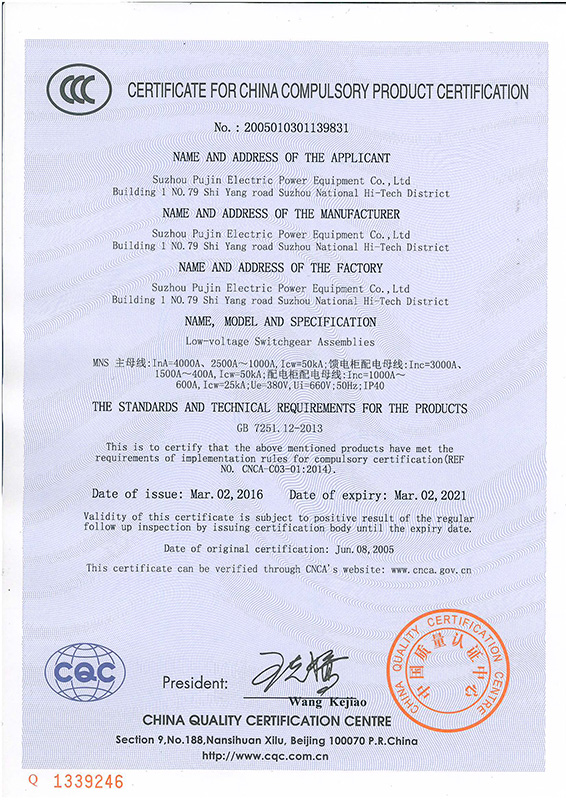 CCC
CERTIFICATE FOR CHINA COMPULSORY PRODUCT CERTIFICATION
No. : 2005010301139831
NAME AND ADDRESS OF THE APPLICANT
Suzhou Pujin Electric Power Equipment Co.,Ltd
Building 1 NO.79 Shi Yang road Suzhou National Hi-Tech District
NAME AND ADDRESS OF THE MANUFACTURER
Suzhou Pujin Electric Power Equipment Co.,Ltd
Building 1 NO.79 Shi Yang road Suzhou National Hi-Tech District
NAME AND ADDRESS OF THE FACTORY
Suzhou Pujin Electric Power Equipment Co.,Ltd
Building 1 NO.79 Shi Yang road Suzhou National Hi-Tech District
NAME, MODEL AND SPECIFICATION
Low-voltage Switchgear Assemblies
MNS 主母线:InA=4000A、2500A～1000A,Icw=50kA;馈电柜配电母线:Inc=3000A、
1500A～400A,Icw=50kA;配电柜配电母线:Inc=1000A～
600A,Icw=25kA;Ue=380V,Ui=660V;50Hz;IP40
THE STANDARDS AND TECHNICAL REQUIREMENTS FOR THE PRODUCTS
GB 7251.12-2013
This is to certify that the above mentioned products have met the
requirements of implementation rules for compulsory certification(REF
NO. CNCA-C03-01:2014).
Date of issue: Mar.02,2016 Date of expiry: Mar.02,2021
Validity of this certificate is subject to positive result of the regular
follow up inspection by issuing certification body until the expiry date.
Date of original certification: Jun.08,2005
This certificate can be verified through CNCA's website: www.cnca.gov.cn
CHINA QUALITY CERTIFICATION CENTRE
中国质量认证中心
CQC
President:
Wang Kejiao
CHINA QUALITY CERTIFICATION CENTRE
Section 9,No.188,Nansihuan Xilu, Beijing 100070 P.R.China
http://www.cqc.com.cn
Q 1339246